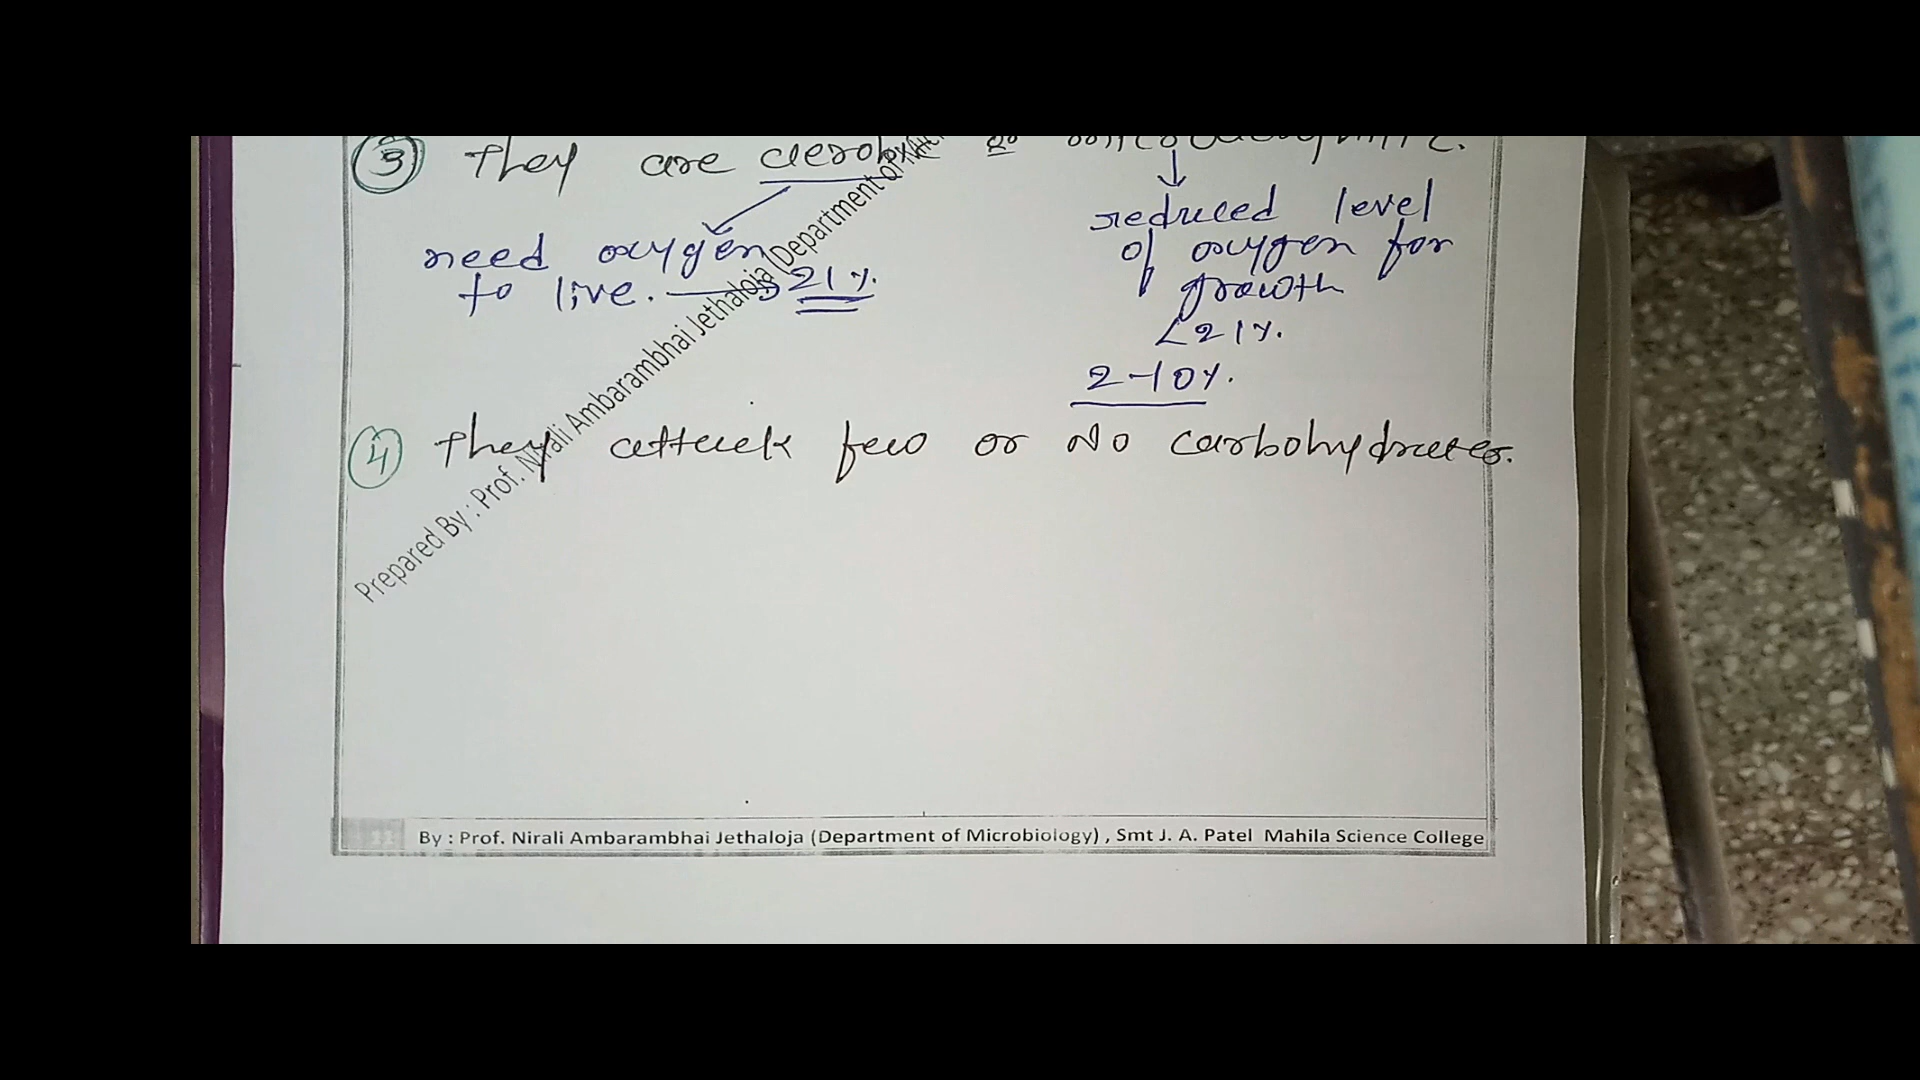 3 They are aerobic or microaerophilic.
need oxygen
to live. → 21%.
reduced level
of oxygen for
growth
<21%.
2-10%.
4 They attack few or No carbohydrates.
Prepared By : Prof. Nirali Ambarambhai Jethaloja (Department of
By : Prof. Nirali Ambarambhai Jethaloja (Department of Microbiology) , Smt J. A. Patel Mahila Science College